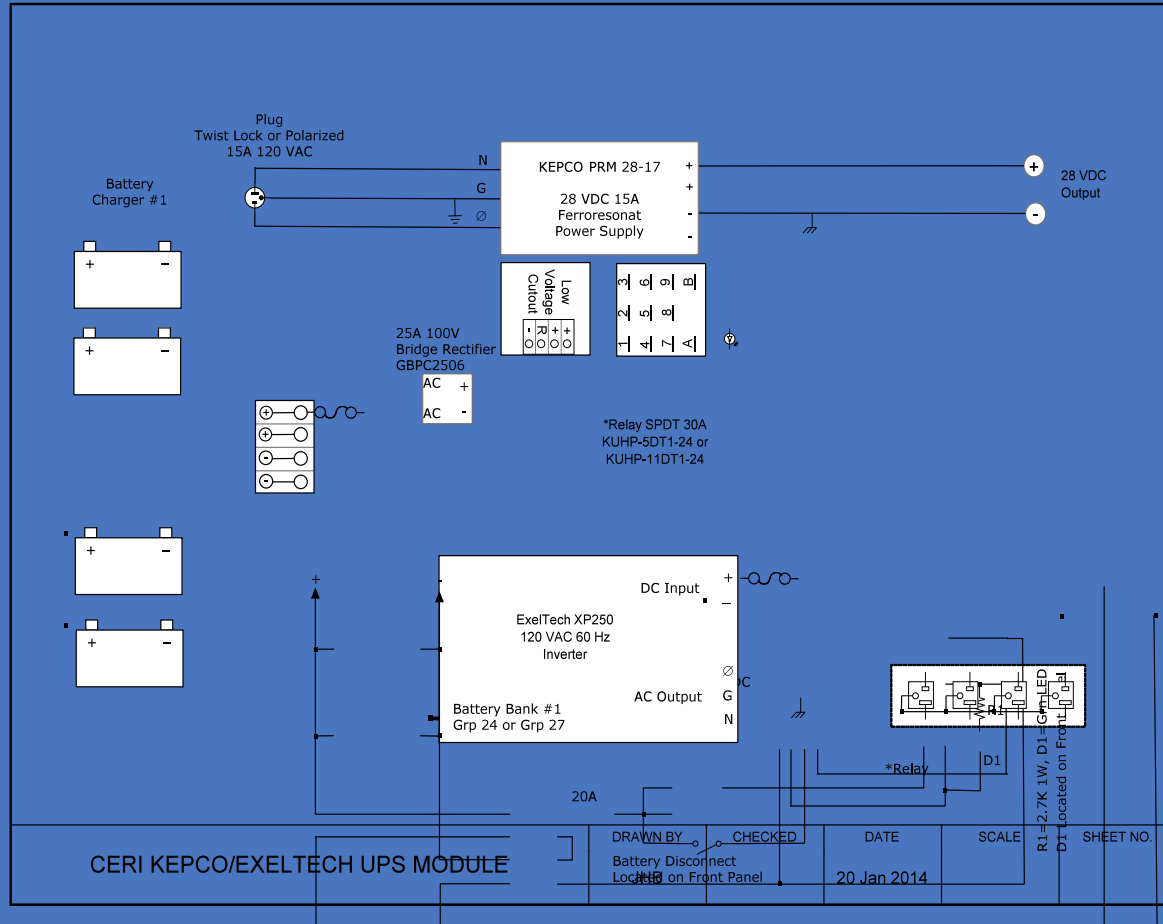 Plug
Twist Lock or Polarized
15A 120 VAC
Battery
Charger #1
+ -
+ -
N
G
Ø
KEPCO PRM 28-17
28 VDC 15A
Ferroresonat
Power Supply
+
+
-
-
+
-
28 VDC
Output
Low
Voltage
Cutout
- R + +
3 6 9 B
2 5 8
1 4 7 A
25A 100V
Bridge Rectifier
GBPC2506
AC +
AC -
+
+
-
-
*Relay SPDT 30A
KUHP-5DT1-24 or
KUHP-11DT1-24
+ -
+ -
+
-
DC Input
+
-
ExelTech XP250
120 VAC 60 Hz
Inverter
AC Output
Ø
G
N
Battery Bank #1
Grp 24 or Grp 27
R1
D1
*Relay
R1=2.7K 1W, D1=Grn LED
D1 Located on Front
20A
Battery Disconnect
Located on Front Panel
CERI KEPCO/EXELTECH UPS MODULE
DRAWN BY
JHB
CHECKED
DATE
20 Jan 2014
SCALE
SHEET NO.